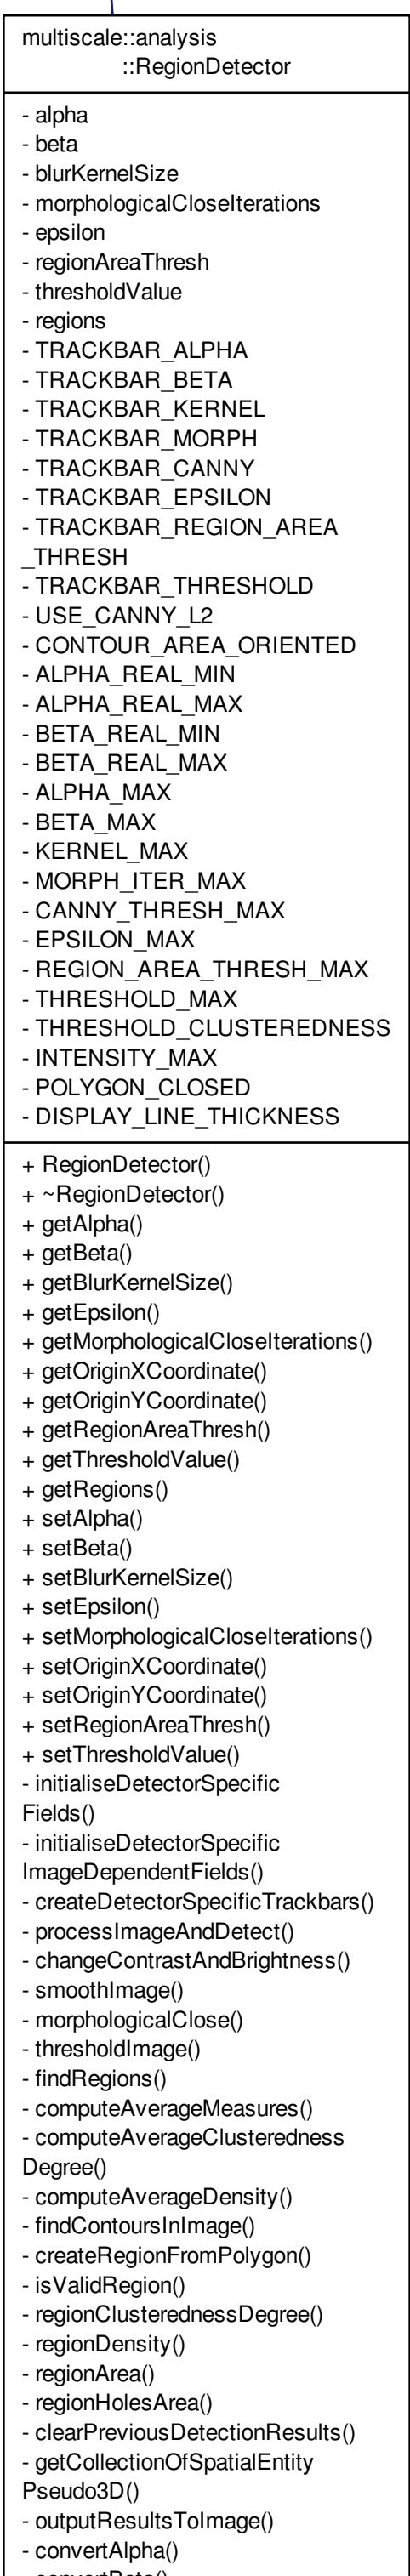 multiscale::analysis
::RegionDetector
- alpha
- beta
- blurKernelSize
- morphologicalCloseIterations
- epsilon
- regionAreaThresh
- thresholdValue
- regions
- TRACKBAR_ALPHA
- TRACKBAR_BETA
- TRACKBAR_KERNEL
- TRACKBAR_MORPH
- TRACKBAR_CANNY
- TRACKBAR_EPSILON
- TRACKBAR_REGION_AREA
_THRESH
- TRACKBAR_THRESHOLD
- USE_CANNY_L2
- CONTOUR_AREA_ORIENTED
- ALPHA_REAL_MIN
- ALPHA_REAL_MAX
- BETA_REAL_MIN
- BETA_REAL_MAX
- ALPHA_MAX
- BETA_MAX
- KERNEL_MAX
- MORPH_ITER_MAX
- CANNY_THRESH_MAX
- EPSILON_MAX
- REGION_AREA_THRESH_MAX
- THRESHOLD_MAX
- THRESHOLD_CLUSTEREDNESS
- INTENSITY_MAX
- POLYGON_CLOSED
- DISPLAY_LINE_THICKNESS
+ RegionDetector()
+ ~RegionDetector()
+ getAlpha()
+ getBeta()
+ getBlurKernelSize()
+ getEpsilon()
+ getMorphologicalCloseIterations()
+ getOriginXCoordinate()
+ getOriginYCoordinate()
+ getRegionAreaThresh()
+ getThresholdValue()
+ getRegions()
+ setAlpha()
+ setBeta()
+ setBlurKernelSize()
+ setEpsilon()
+ setMorphologicalCloseIterations()
+ setOriginXCoordinate()
+ setOriginYCoordinate()
+ setRegionAreaThresh()
+ setThresholdValue()
- initialiseDetectorSpecific
Fields()
- initialiseDetectorSpecific
ImageDependentFields()
- createDetectorSpecificTrackbars()
- processImageAndDetect()
- changeContrastAndBrightness()
- smoothImage()
- morphologicalClose()
- thresholdImage()
- findRegions()
- computeAverageMeasures()
- computeAverageClusteredness
Degree()
- computeAverageDensity()
- findContoursInImage()
- createRegionFromPolygon()
- isValidRegion()
- regionClusterednessDegree()
- regionDensity()
- regionArea()
- regionHolesArea()
- clearPreviousDetectionResults()
- getCollectionOfSpatialEntity
Pseudo3D()
- outputResultsToImage()
- convertAlpha()